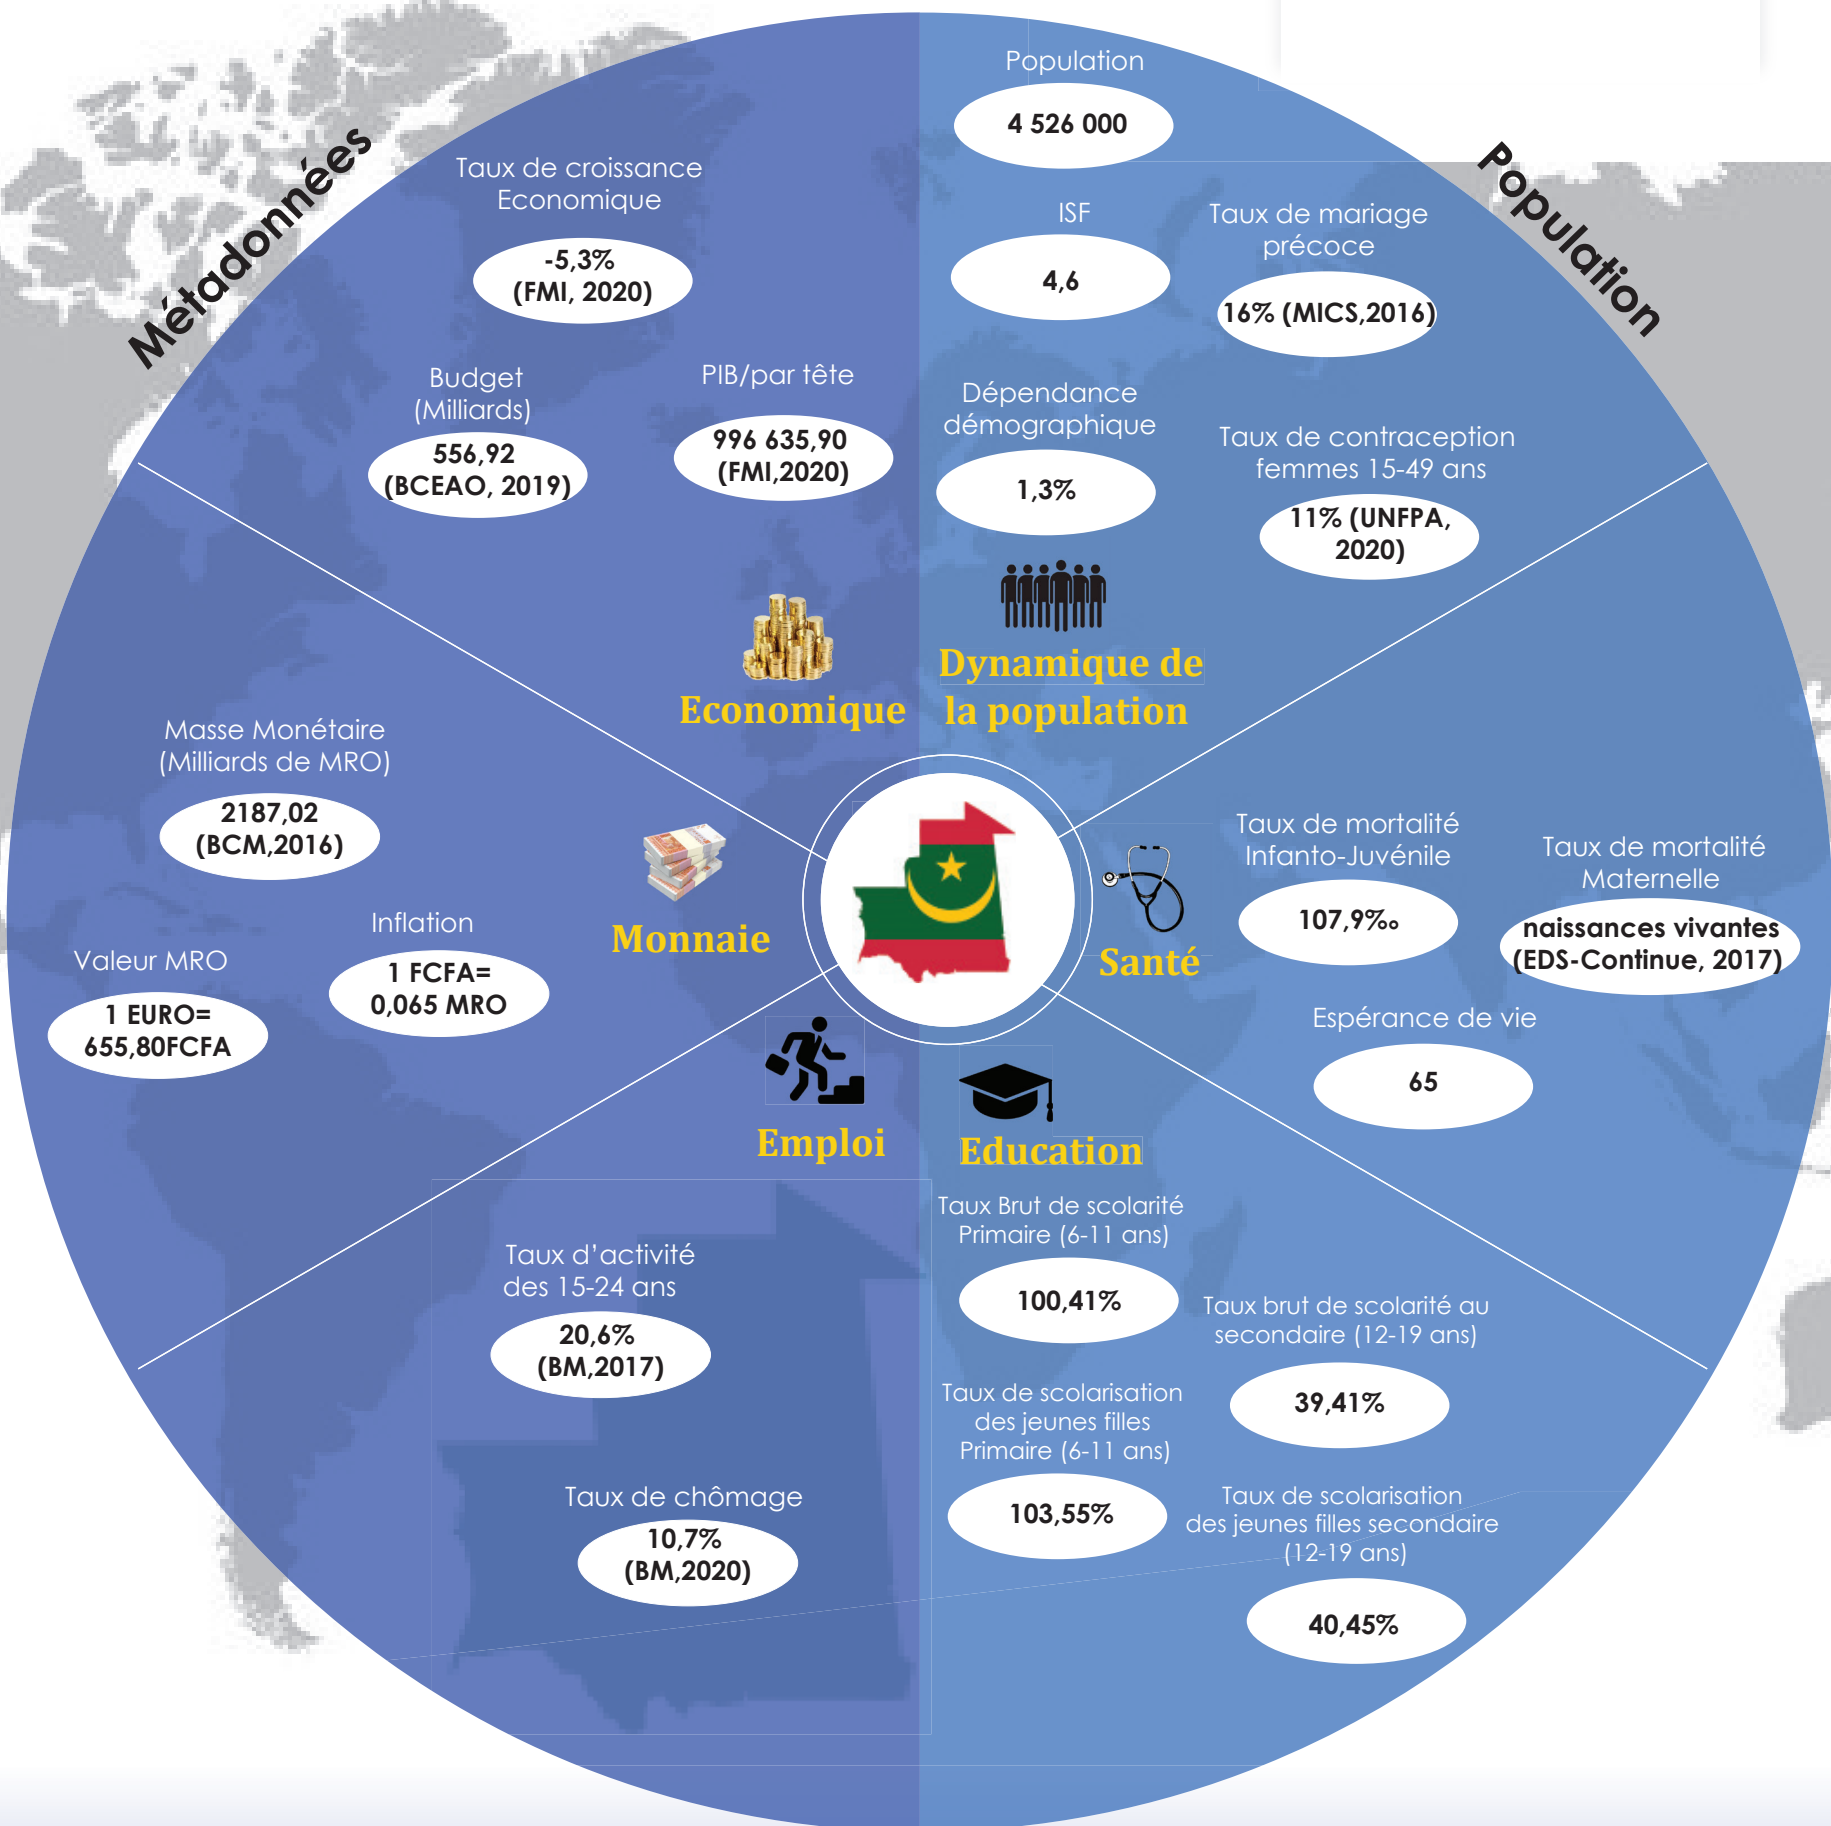 Métadonnées
Population
Taux de croissance
Economique
-5,3%
(FMI, 2020)
Budget
(Milliards)
556,92
(BCEAO, 2019)
PIB/par tête
996 635,90
(FMI,2020)
Economique
Population
4 526 000
ISF
4,6
Taux de mariage
précoce
16% (MICS,2016)
Dépendance
démographique
1,3%
Taux de contraception
femmes 15-49 ans
11% (UNFPA,
2020)
Dynamique de
la population
Masse Monétaire
(Milliards de MRO)
2187,02
(BCM,2016)
Inflation
1 FCFA=
0,065 MRO
Valeur MRO
1 EURO=
655,80FCFA
Monnaie
Santé
Taux de mortalité
Infanto-Juvénile
107,9‰
Taux de mortalité
Maternelle
naissances vivantes
(EDS-Continue, 2017)
Espérance de vie
65
Emploi
Taux d'activité
des 15-24 ans
20,6%
(BM,2017)
Taux de chômage
10,7%
(BM,2020)
Education
Taux Brut de scolarité
Primaire (6-11 ans)
100,41%
Taux brut de scolarité au
secondaire (12-19 ans)
39,41%
Taux de scolarisation
des jeunes filles
Primaire (6-11 ans)
103,55%
Taux de scolarisation
des jeunes filles secondaire
(12-19 ans)
40,45%